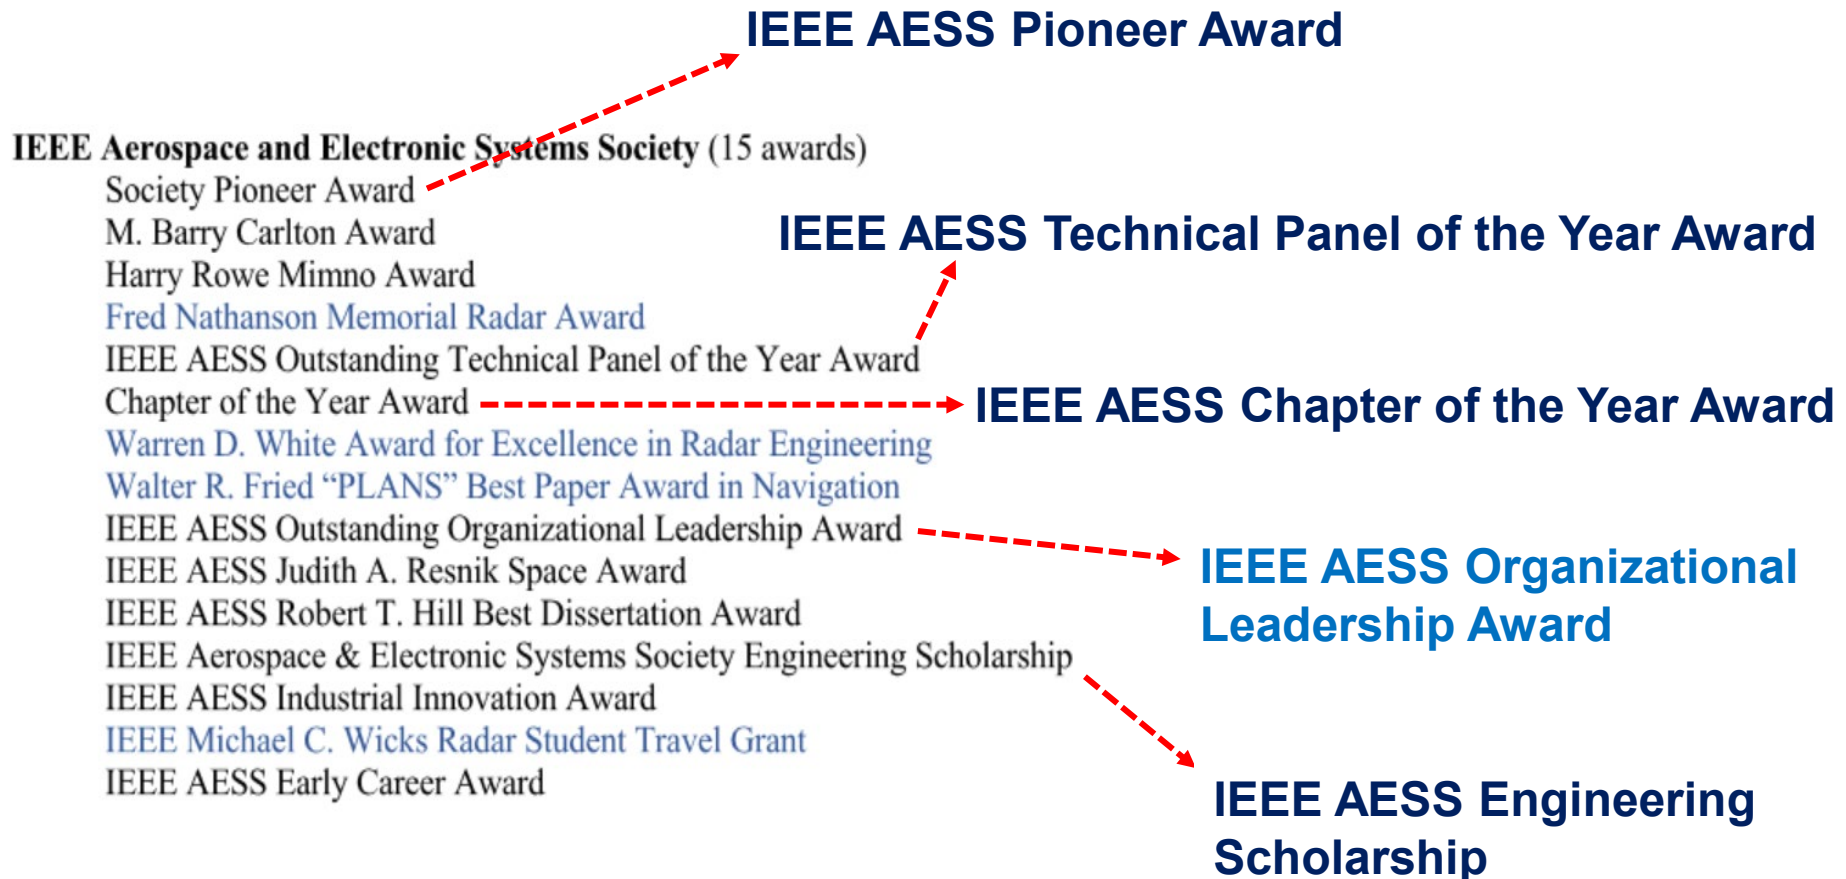 IEEE AESS Pioneer Award
IEEE Aerospace and Electronic Systems Society (15 awards)
Society Pioneer Award
M. Barry Carlton Award
Harry Rowe Mimno Award
Fred Nathanson Memorial Radar Award
IEEE AESS Outstanding Technical Panel of the Year Award
Chapter of the Year Award
Warren D. White Award for Excellence in Radar Engineering
Walter R. Fried “PLANS” Best Paper Award in Navigation
IEEE AESS Outstanding Organizational Leadership Award
IEEE AESS Judith A. Resnik Space Award
IEEE AESS Robert T. Hill Best Dissertation Award
IEEE Aerospace & Electronic Systems Society Engineering Scholarship
IEEE AESS Industrial Innovation Award
IEEE Michael C. Wicks Radar Student Travel Grant
IEEE AESS Early Career Award
IEEE AESS Technical Panel of the Year Award
IEEE AESS Chapter of the Year Award
IEEE AESS Organizational
Leadership Award
IEEE AESS Engineering
Scholarship